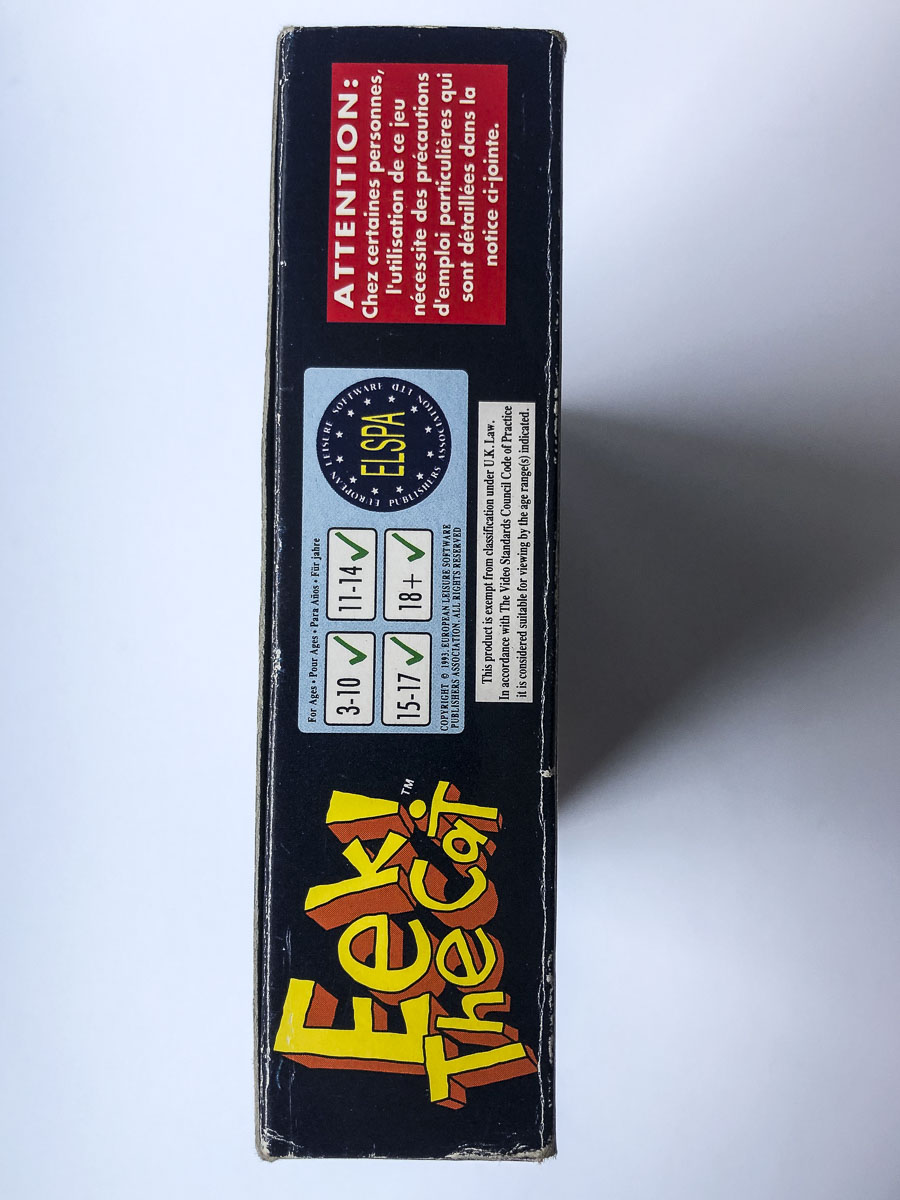 Eek!™
The Cat
For Ages • Pour Ages • Para Años • Für jahre
3-10 ✓ 11-14 ✓
15-17 ✓ 18+ ✓
COPYRIGHT © 1993. EUROPEAN LEISURE SOFTWARE
PUBLISHERS ASSOCIATION. ALL RIGHTS RESERVED
EUROPEAN LEISURE SOFTWARE
PUBLISHERS ASSOCIATION LTD
ELSPA
This product is exempt from classification under U.K. Law.
In accordance with The Video Standards Council Code of Practice
it is considered suitable for viewing by the age range(s) indicated.
ATTENTION:
Chez certaines personnes,
l'utilisation de ce jeu
nécessite des précautions
d'emploi particulières qui
sont détaillées dans la
notice ci-jointe.